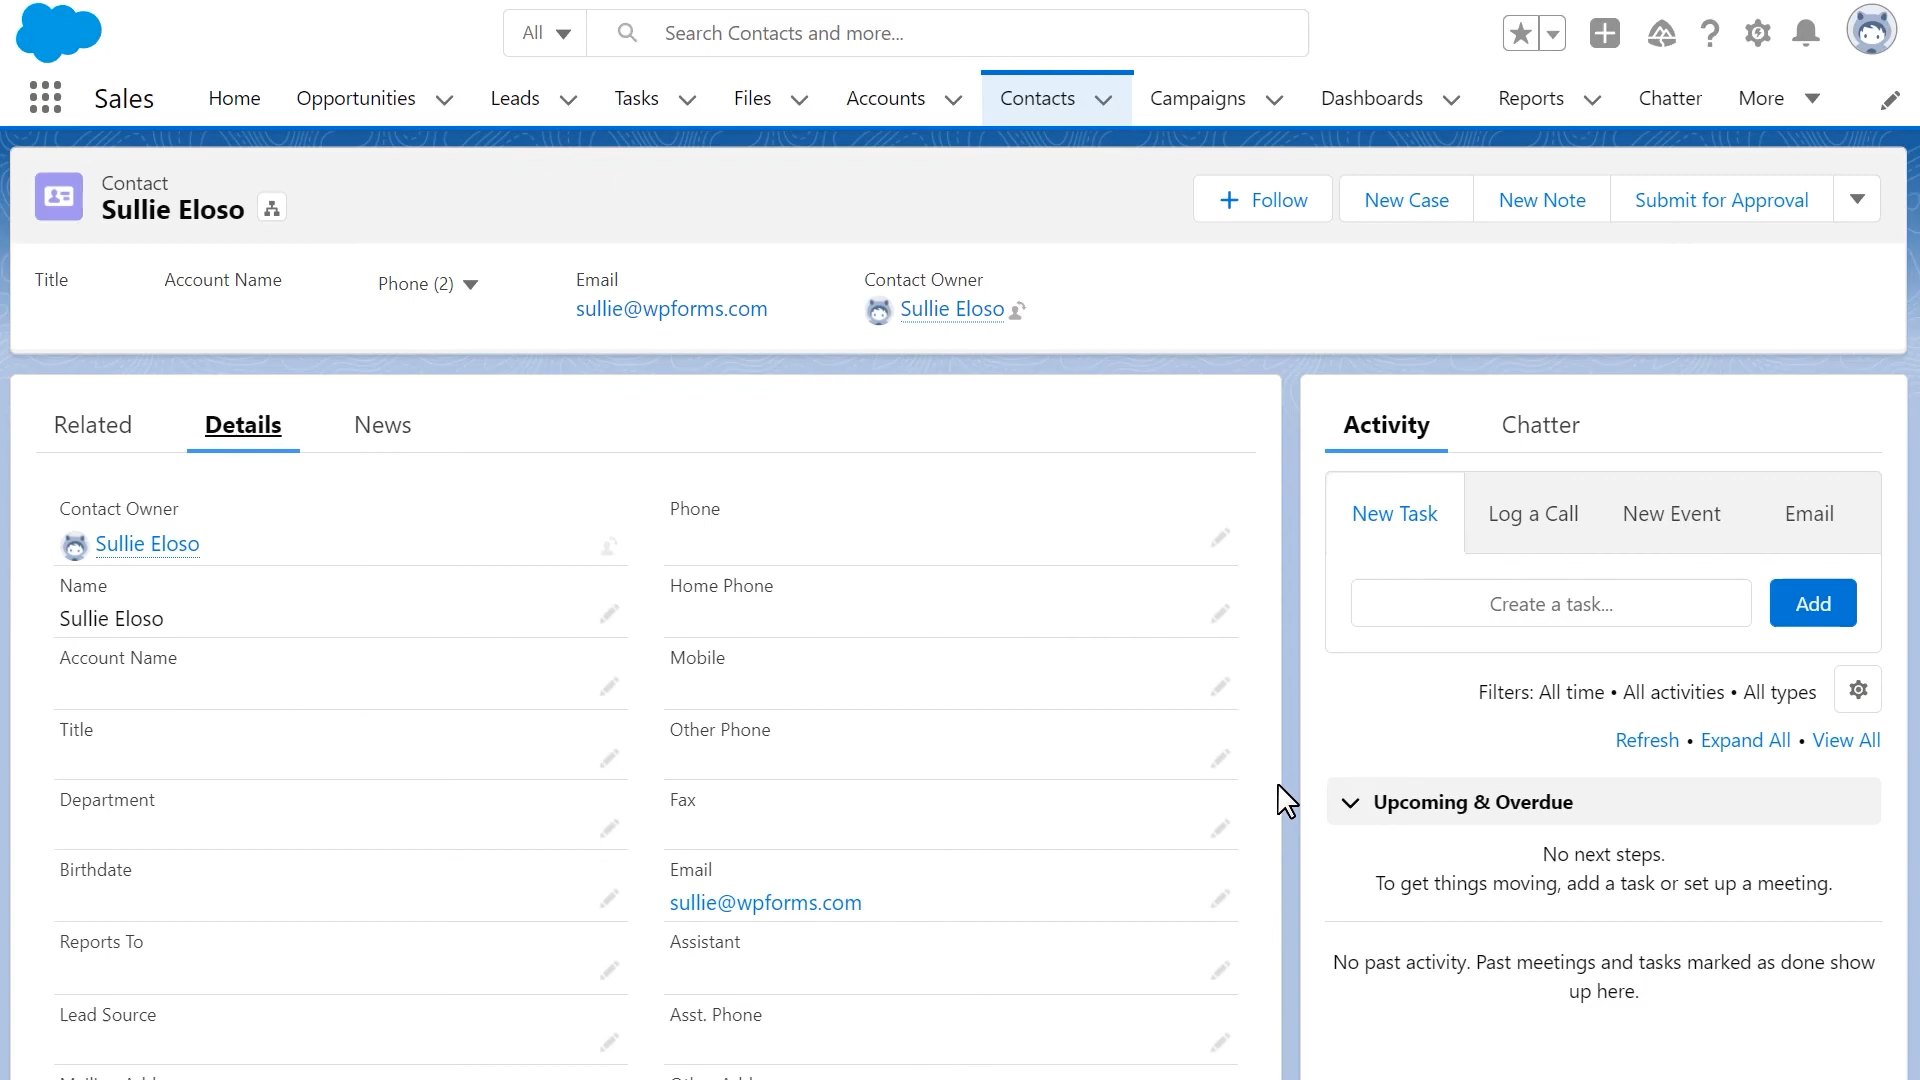 All
Search Contacts and more...
Sales
Home
Opportunities
Leads
Tasks
Files
Accounts
Contacts
Campaigns
Dashboards
Reports
Chatter
More
Contact
Sullie Eloso
Follow
New Case
New Note
Submit for Approval
Title
Account Name
Phone (2)
Email
sullie@wpforms.com
Contact Owner
Sullie Eloso
Related
Details
News
Contact Owner
Sullie Eloso
Name
Sullie Eloso
Account Name
Title
Department
Birthdate
Reports To
Lead Source
Phone
Home Phone
Mobile
Other Phone
Fax
Email
sullie@wpforms.com
Assistant
Asst. Phone
Activity
Chatter
New Task
Log a Call
New Event
Email
Create a task...
Add
Filters: All time • All activities • All types
Refresh • Expand All • View All
Upcoming & Overdue
No next steps.
To get things moving, add a task or set up a meeting.
No past activity. Past meetings and tasks marked as done show
up here.